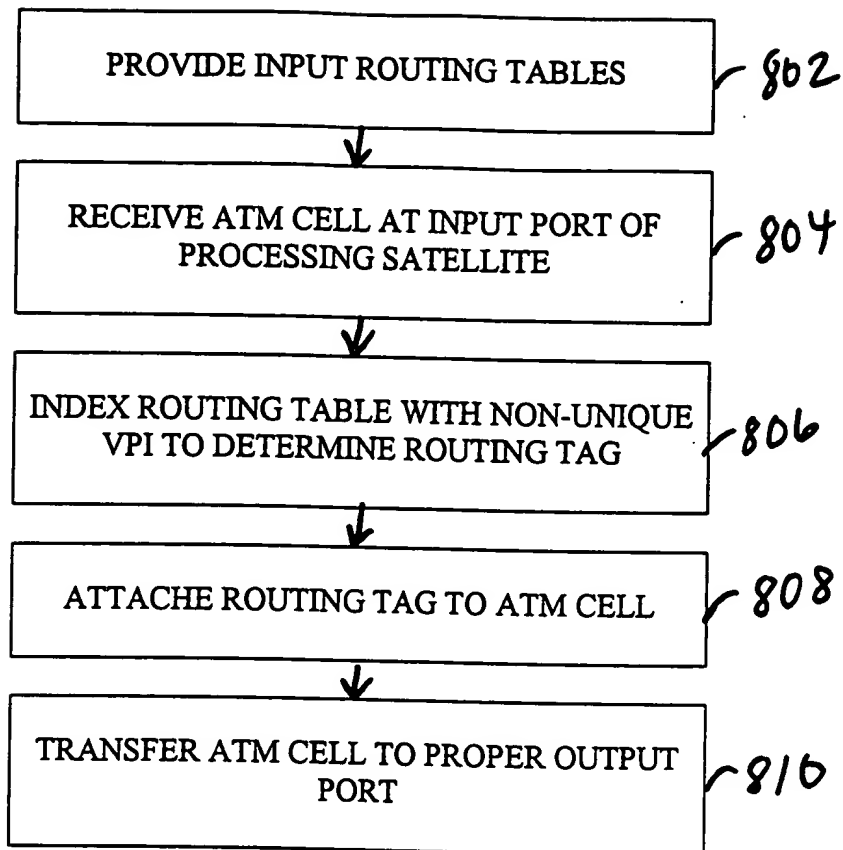 PROVIDE INPUT ROUTING TABLES
802
RECEIVE ATM CELL AT INPUT PORT OF
PROCESSING SATELLITE
804
INDEX ROUTING TABLE WITH NON-UNIQUE
VPI TO DETERMINE ROUTING TAG
806
ATTACHE ROUTING TAG TO ATM CELL
808
TRANSFER ATM CELL TO PROPER OUTPUT
PORT
810